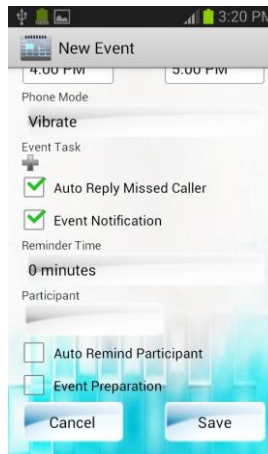 3:20 PM
New Event
4:00 PM 5:00 PM
Phone Mode
Vibrate
Event Task
Auto Reply Missed Caller
Event Notification
Reminder Time
0 minutes
Participant
Auto Remind Participant
Event Preparation
Cancel Save